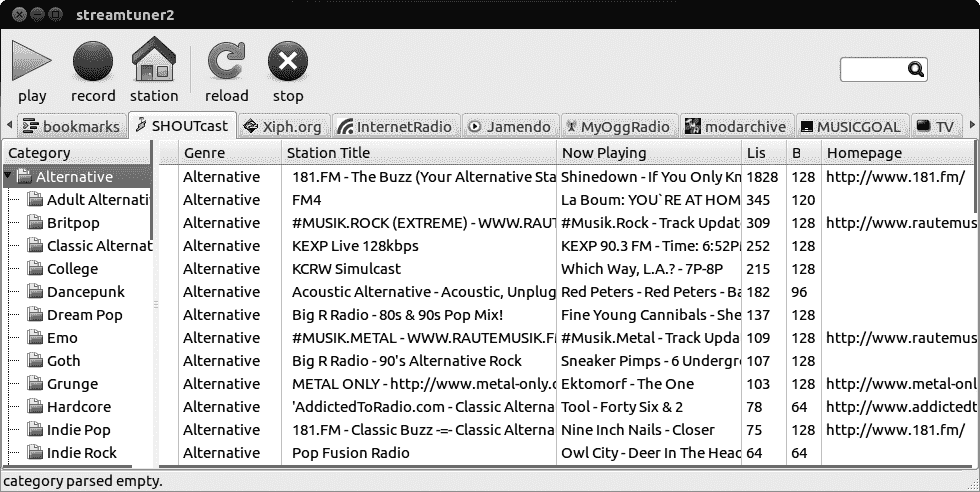 streamtuner2
play record station reload stop
bookmarks SHOUTcast Xiph.org InternetRadio Jamendo MyOggRadio modarchive MUSICGOAL TV
Category Genre Station Title Now Playing Lis B Homepage
Alternative Alternative 181.FM - The Buzz (Your Alternative Sta Shinedown - If You Only Kn 1828 128 http://www.181.fm/
Adult Alternati Alternative FM4 La Boum: YOU`RE AT HOM 345 120
Britpop Alternative #MUSIK.ROCK (EXTREME) - WWW.RAUT #Musik.Rock - Track Updat 309 128 http://www.rautemus
Classic Alternat Alternative KEXP Live 128kbps KEXP 90.3 FM - Time: 6:52PM 252 128
College Alternative KCRW Simulcast Which Way, L.A.? - 7P-8P 215 128
Dancepunk Alternative Acoustic Alternative - Acoustic, Unplug Red Peters - Red Peters - Ba 182 96
Dream Pop Alternative Big R Radio - 80s & 90s Pop Mix! Fine Young Cannibals - She 137 128
Emo Alternative #MUSIK.METAL - WWW.RAUTEMUSIK.F #Musik.Metal - Track Upda 109 128 http://www.rautemus
Goth Alternative Big R Radio - 90's Alternative Rock Sneaker Pimps - 6 Undergr 107 128
Grunge Alternative METAL ONLY - http://www.metal-only.c Ektomorf - The One 103 128 http://www.metal-onl
Hardcore Alternative 'AddictedToRadio.com - Classic Alterna Tool - Forty Six & 2 78 64 http://www.addictedt
Indie Pop Alternative 181.FM - Classic Buzz -=- Classic Alterna Nine Inch Nails - Closer 75 128 http://www.181.fm/
Indie Rock Alternative Pop Fusion Radio Owl City - Deer In The Head 64 64
category parsed empty.